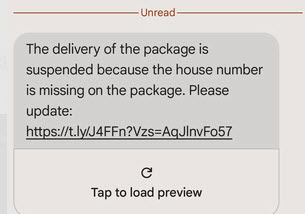 Unread
The delivery of the package is
suspended because the house number
is missing on the package. Please
update:
https://t.ly/J4FFn?Vzs=AqJlnvFo57
Tap to load preview